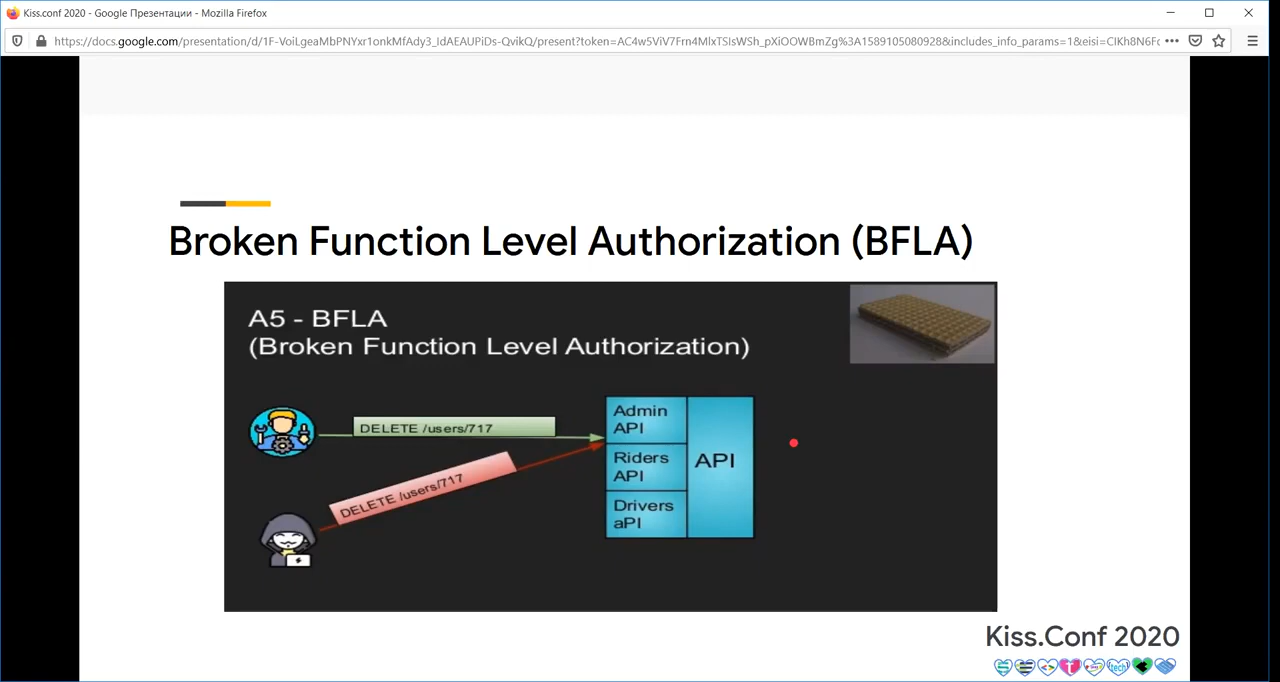 Kiss.conf 2020 - Google Презентации - Mozilla Firefox
Broken Function Level Authorization (BFLA)
A5 - BFLA
(Broken Function Level Authorization)
DELETE /users/717
DELETE /users/717
Admin
API
Riders
API
Drivers
aPI
API
Kiss.Conf 2020